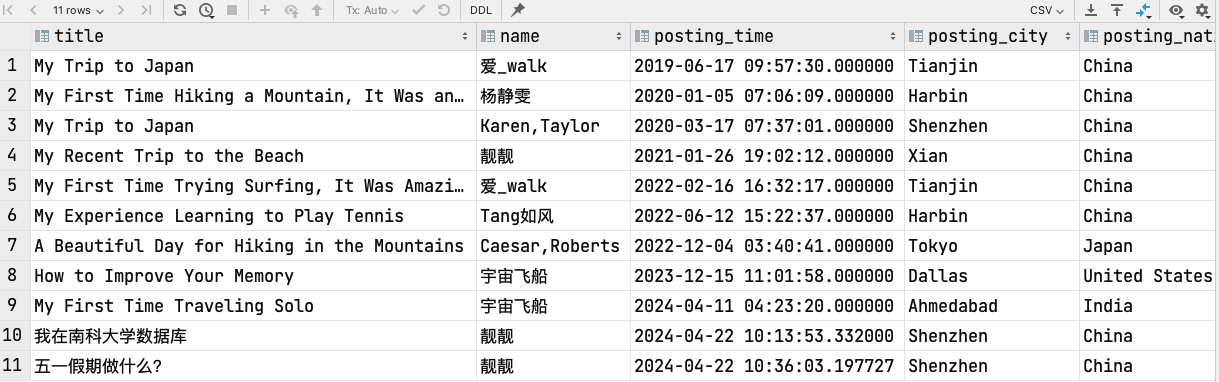 11 rows Tx: Auto DDL CSV
title name posting_time posting_city posting_nat
1 My Trip to Japan 爱_walk 2019-06-17 09:57:30.000000 Tianjin China
2 My First Time Hiking a Mountain, It Was an… 杨静雯 2020-01-05 07:06:09.000000 Harbin China
3 My Trip to Japan Karen,Taylor 2020-03-17 07:37:01.000000 Shenzhen China
4 My Recent Trip to the Beach 靓靓 2021-01-26 19:02:12.000000 Xian China
5 My First Time Trying Surfing, It Was Amazi… 爱_walk 2022-02-16 16:32:17.000000 Tianjin China
6 My Experience Learning to Play Tennis Tang如风 2022-06-12 15:22:37.000000 Harbin China
7 A Beautiful Day for Hiking in the Mountains Caesar,Roberts 2022-12-04 03:40:41.000000 Tokyo Japan
8 How to Improve Your Memory 宇宙飞船 2023-12-15 11:01:58.000000 Dallas United States
9 My First Time Traveling Solo 宇宙飞船 2024-04-11 04:23:20.000000 Ahmedabad India
10 我在南科大学数据库 靓靓 2024-04-22 10:13:53.332000 Shenzhen China
11 五一假期做什么? 靓靓 2024-04-22 10:36:03.197727 Shenzhen China